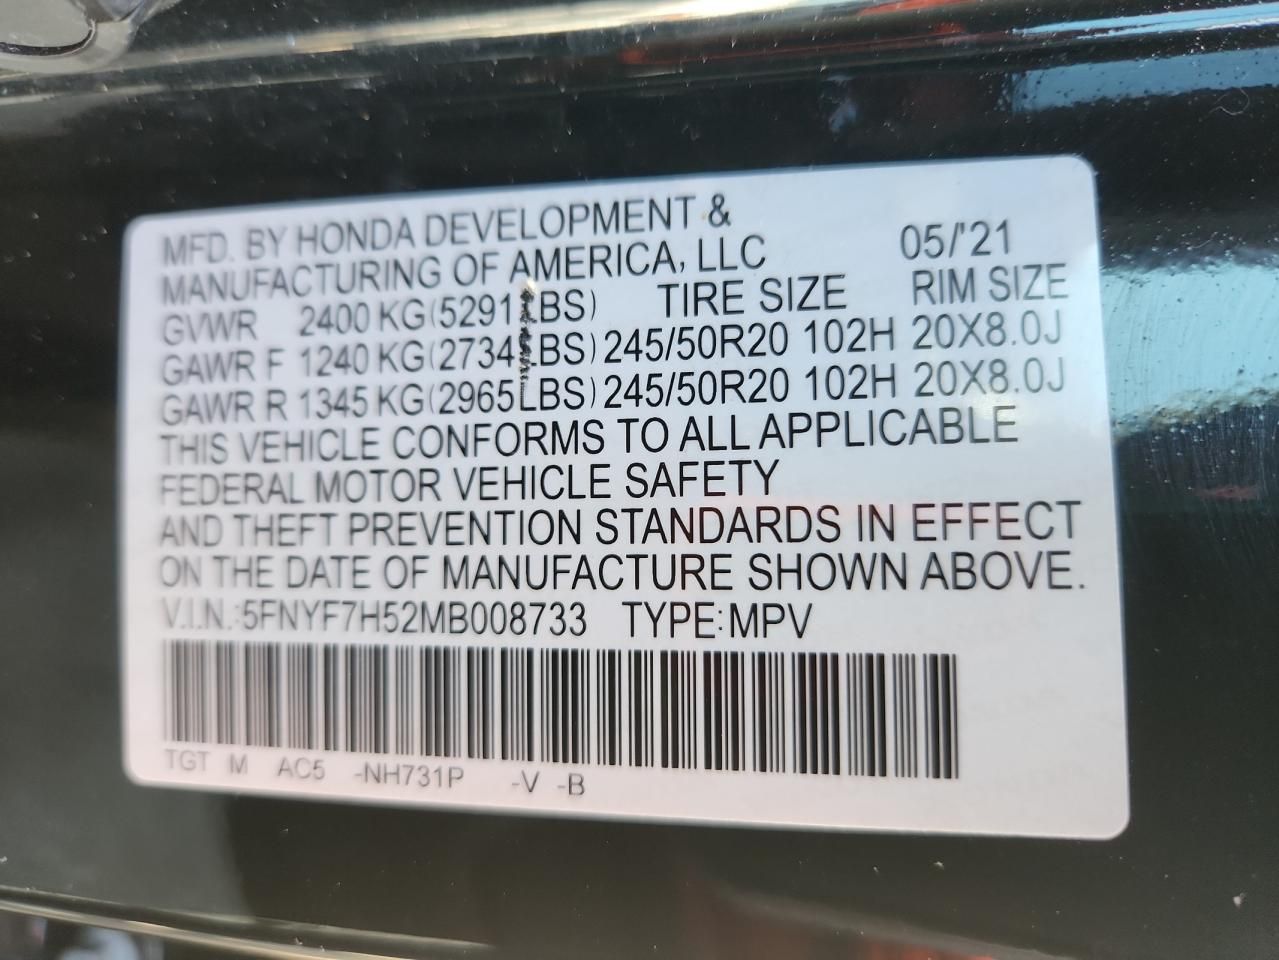 MFD. BY HONDA DEVELOPMENT &
MANUFACTURING OF AMERICA, LLC 05/'21
GVWR 2400 KG(5291LBS) TIRE SIZE RIM SIZE
GAWR F 1240 KG(2734LBS) 245/50R20 102H 20X8.0J
GAWR R 1345 KG(2965LBS) 245/50R20 102H 20X8.0J
THIS VEHICLE CONFORMS TO ALL APPLICABLE
FEDERAL MOTOR VEHICLE SAFETY
AND THEFT PREVENTION STANDARDS IN EFFECT
ON THE DATE OF MANUFACTURE SHOWN ABOVE.
V.I.N.:5FNYF7H52MB008733 TYPE:MPV
TGT M AC5 -NH731P -V -B